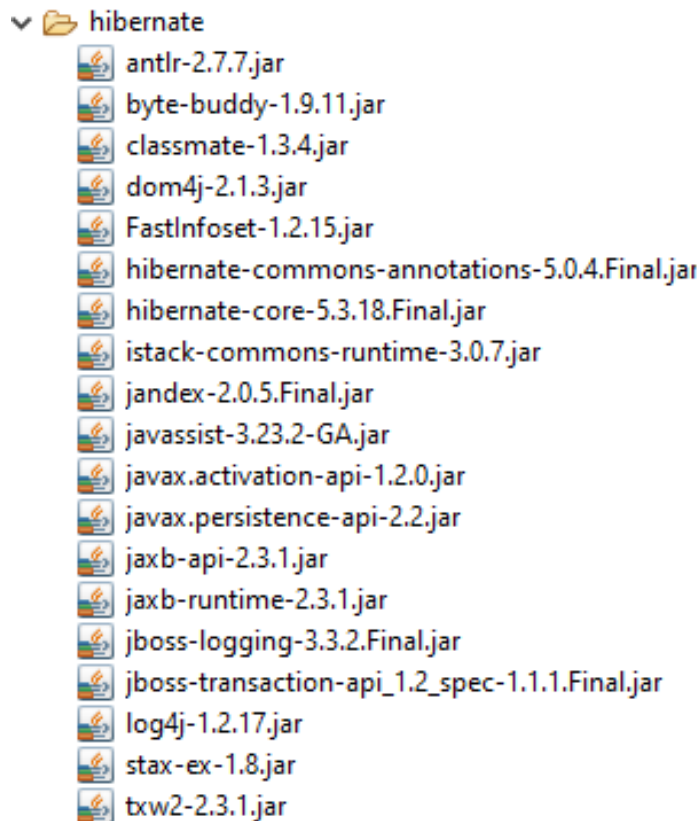 hibernate
antlr-2.7.7.jar
byte-buddy-1.9.11.jar
classmate-1.3.4.jar
dom4j-2.1.3.jar
FastInfoset-1.2.15.jar
hibernate-commons-annotations-5.0.4.Final.jar
hibernate-core-5.3.18.Final.jar
istack-commons-runtime-3.0.7.jar
jandex-2.0.5.Final.jar
javassist-3.23.2-GA.jar
javax.activation-api-1.2.0.jar
javax.persistence-api-2.2.jar
jaxb-api-2.3.1.jar
jaxb-runtime-2.3.1.jar
jboss-logging-3.3.2.Final.jar
jboss-transaction-api_1.2_spec-1.1.1.Final.jar
log4j-1.2.17.jar
stax-ex-1.8.jar
txw2-2.3.1.jar